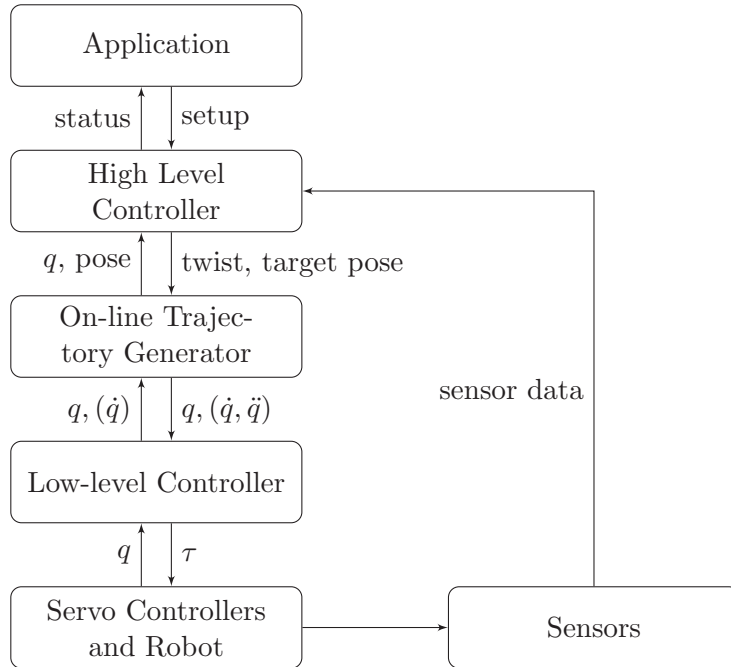 Application
status
setup
High Level
Controller
q, pose
twist, target pose
On-line Trajec-
tory Generator
sensor data
q, (q̇)
q, (q̇, q̈)
Low-level Controller
q
τ
Servo Controllers
and Robot
Sensors